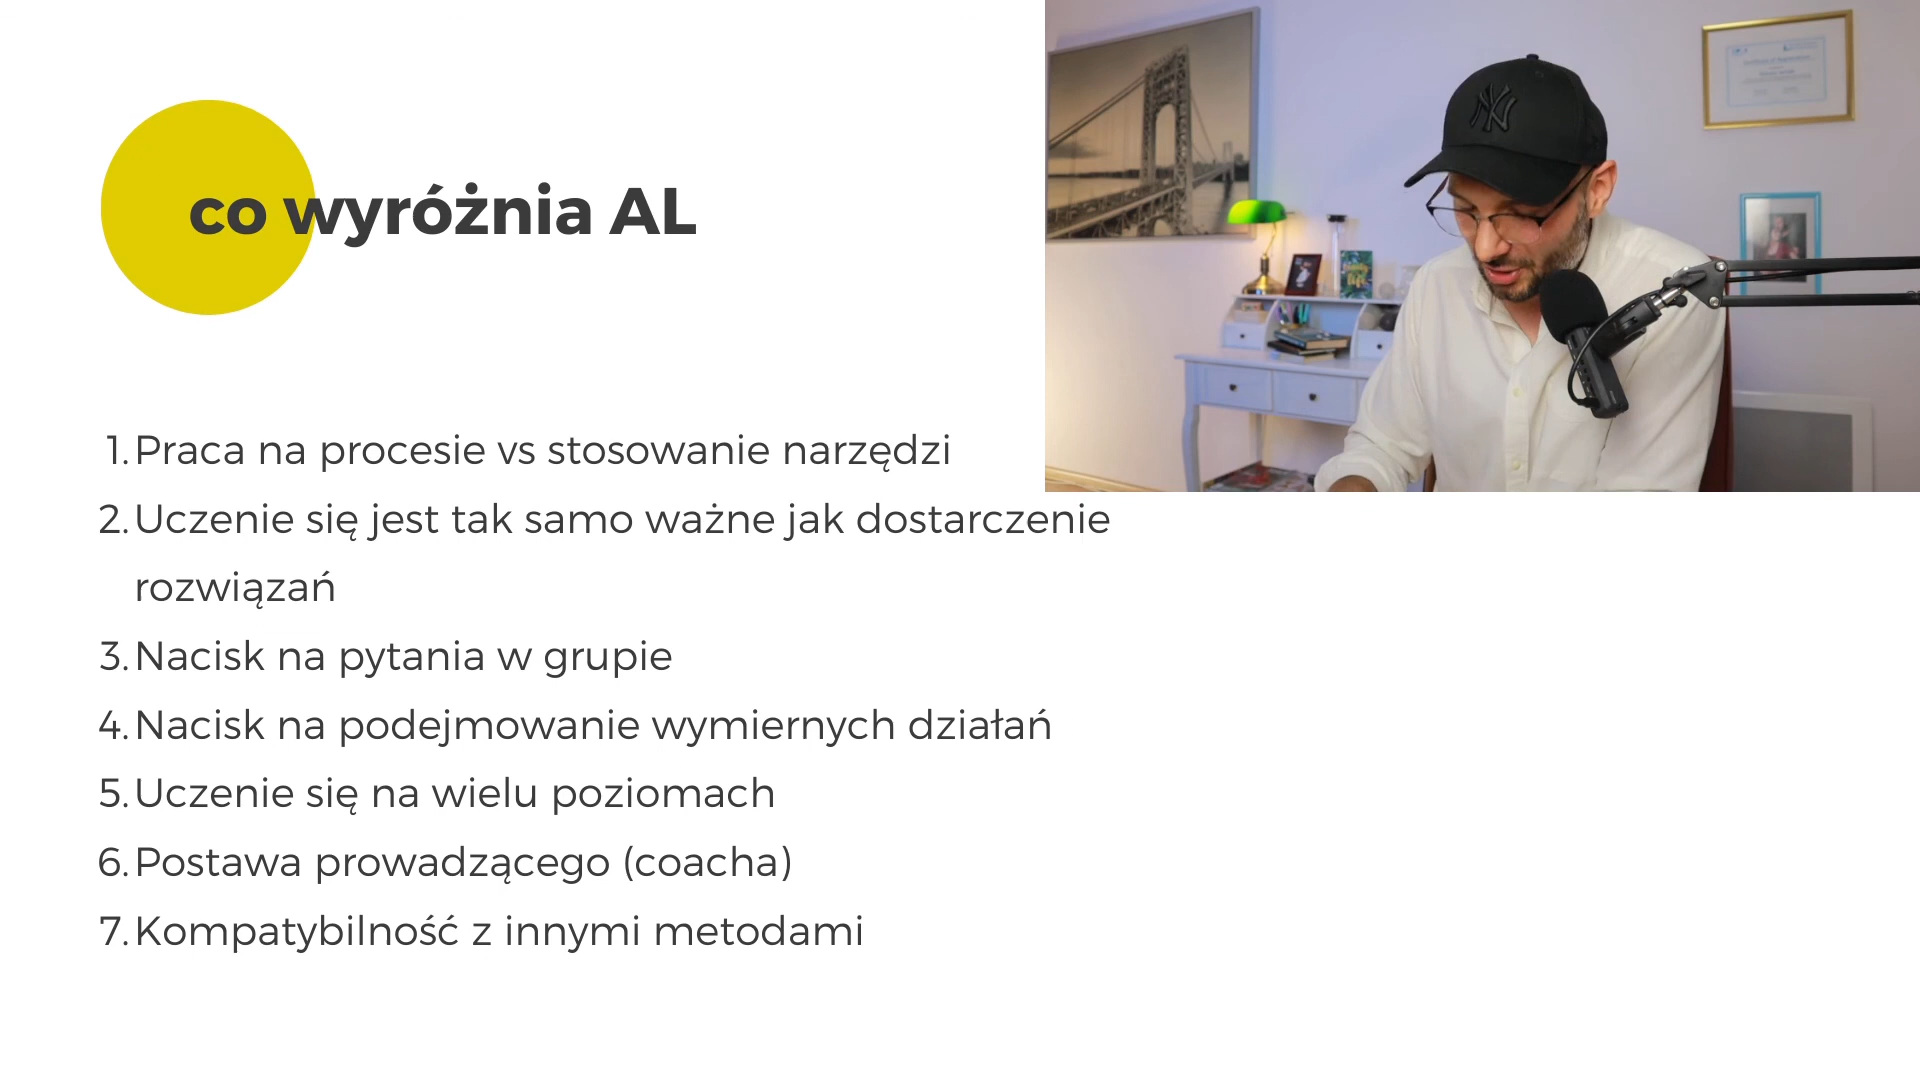 co wyróżnia AL
1. Praca na procesie vs stosowanie narzędzi
2. Uczenie się jest tak samo ważne jak dostarczenie
rozwiązań
3. Nacisk na pytania w grupie
4. Nacisk na podejmowanie wymiernych działań
5. Uczenie się na wielu poziomach
6. Postawa prowadzącego (coacha)
7. Kompatybilność z innymi metodami
NY